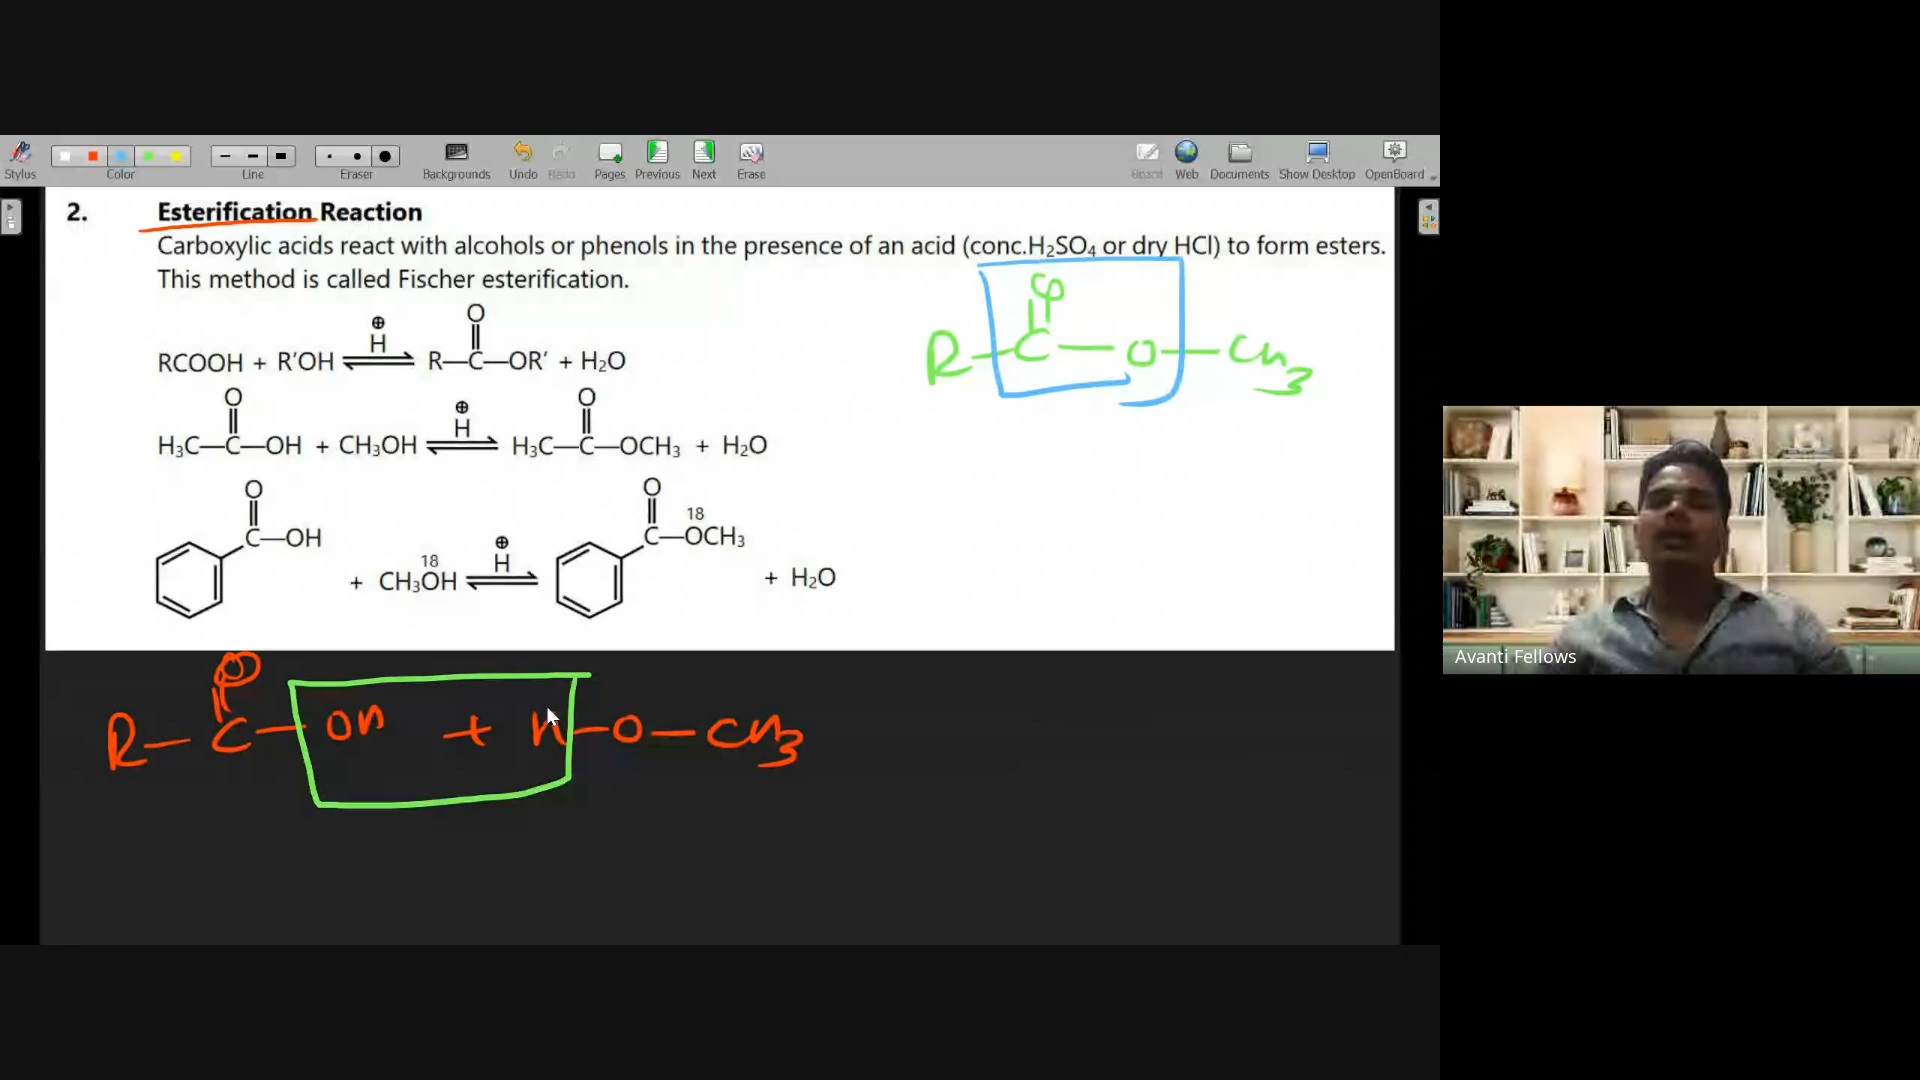 Stylus Color Line Eraser Backgrounds Undo Redo Pages Previous Next Erase Board Web Documents Show Desktop OpenBoard
2. Esterification Reaction
Carboxylic acids react with alcohols or phenols in the presence of an acid (conc.H₂SO₄ or dry HCl) to form esters.
This method is called Fischer esterification.
O
⊕
H
RCOOH + R′OH ⇌ R—C—OR′ + H₂O
O
R—C—O—CH3
O O
⊕
H
H₃C—C—OH + CH₃OH ⇌ H₃C—C—OCH₃ + H₂O
O O
18
C—OH C—OCH₃
18 ⊕
H
+ CH₃OH ⇌ + H₂O
O
R—C—OH + H—O—CH3
Avanti Fellows